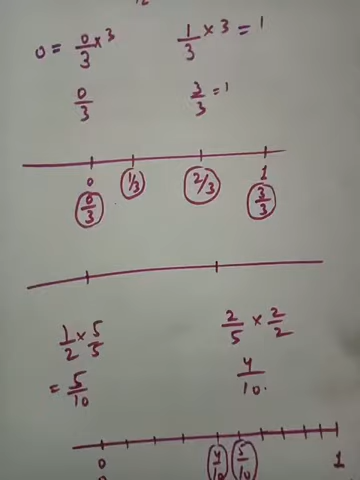 0 = 0/3 × 3 1/3 × 3 = 1
0/3 3/3 = 1
0 1/3 2/3 1
0/3 3/3
1/2 × 5/5 2/5 × 2/2
= 5/10 4/10.
0 4/10 5/10 1